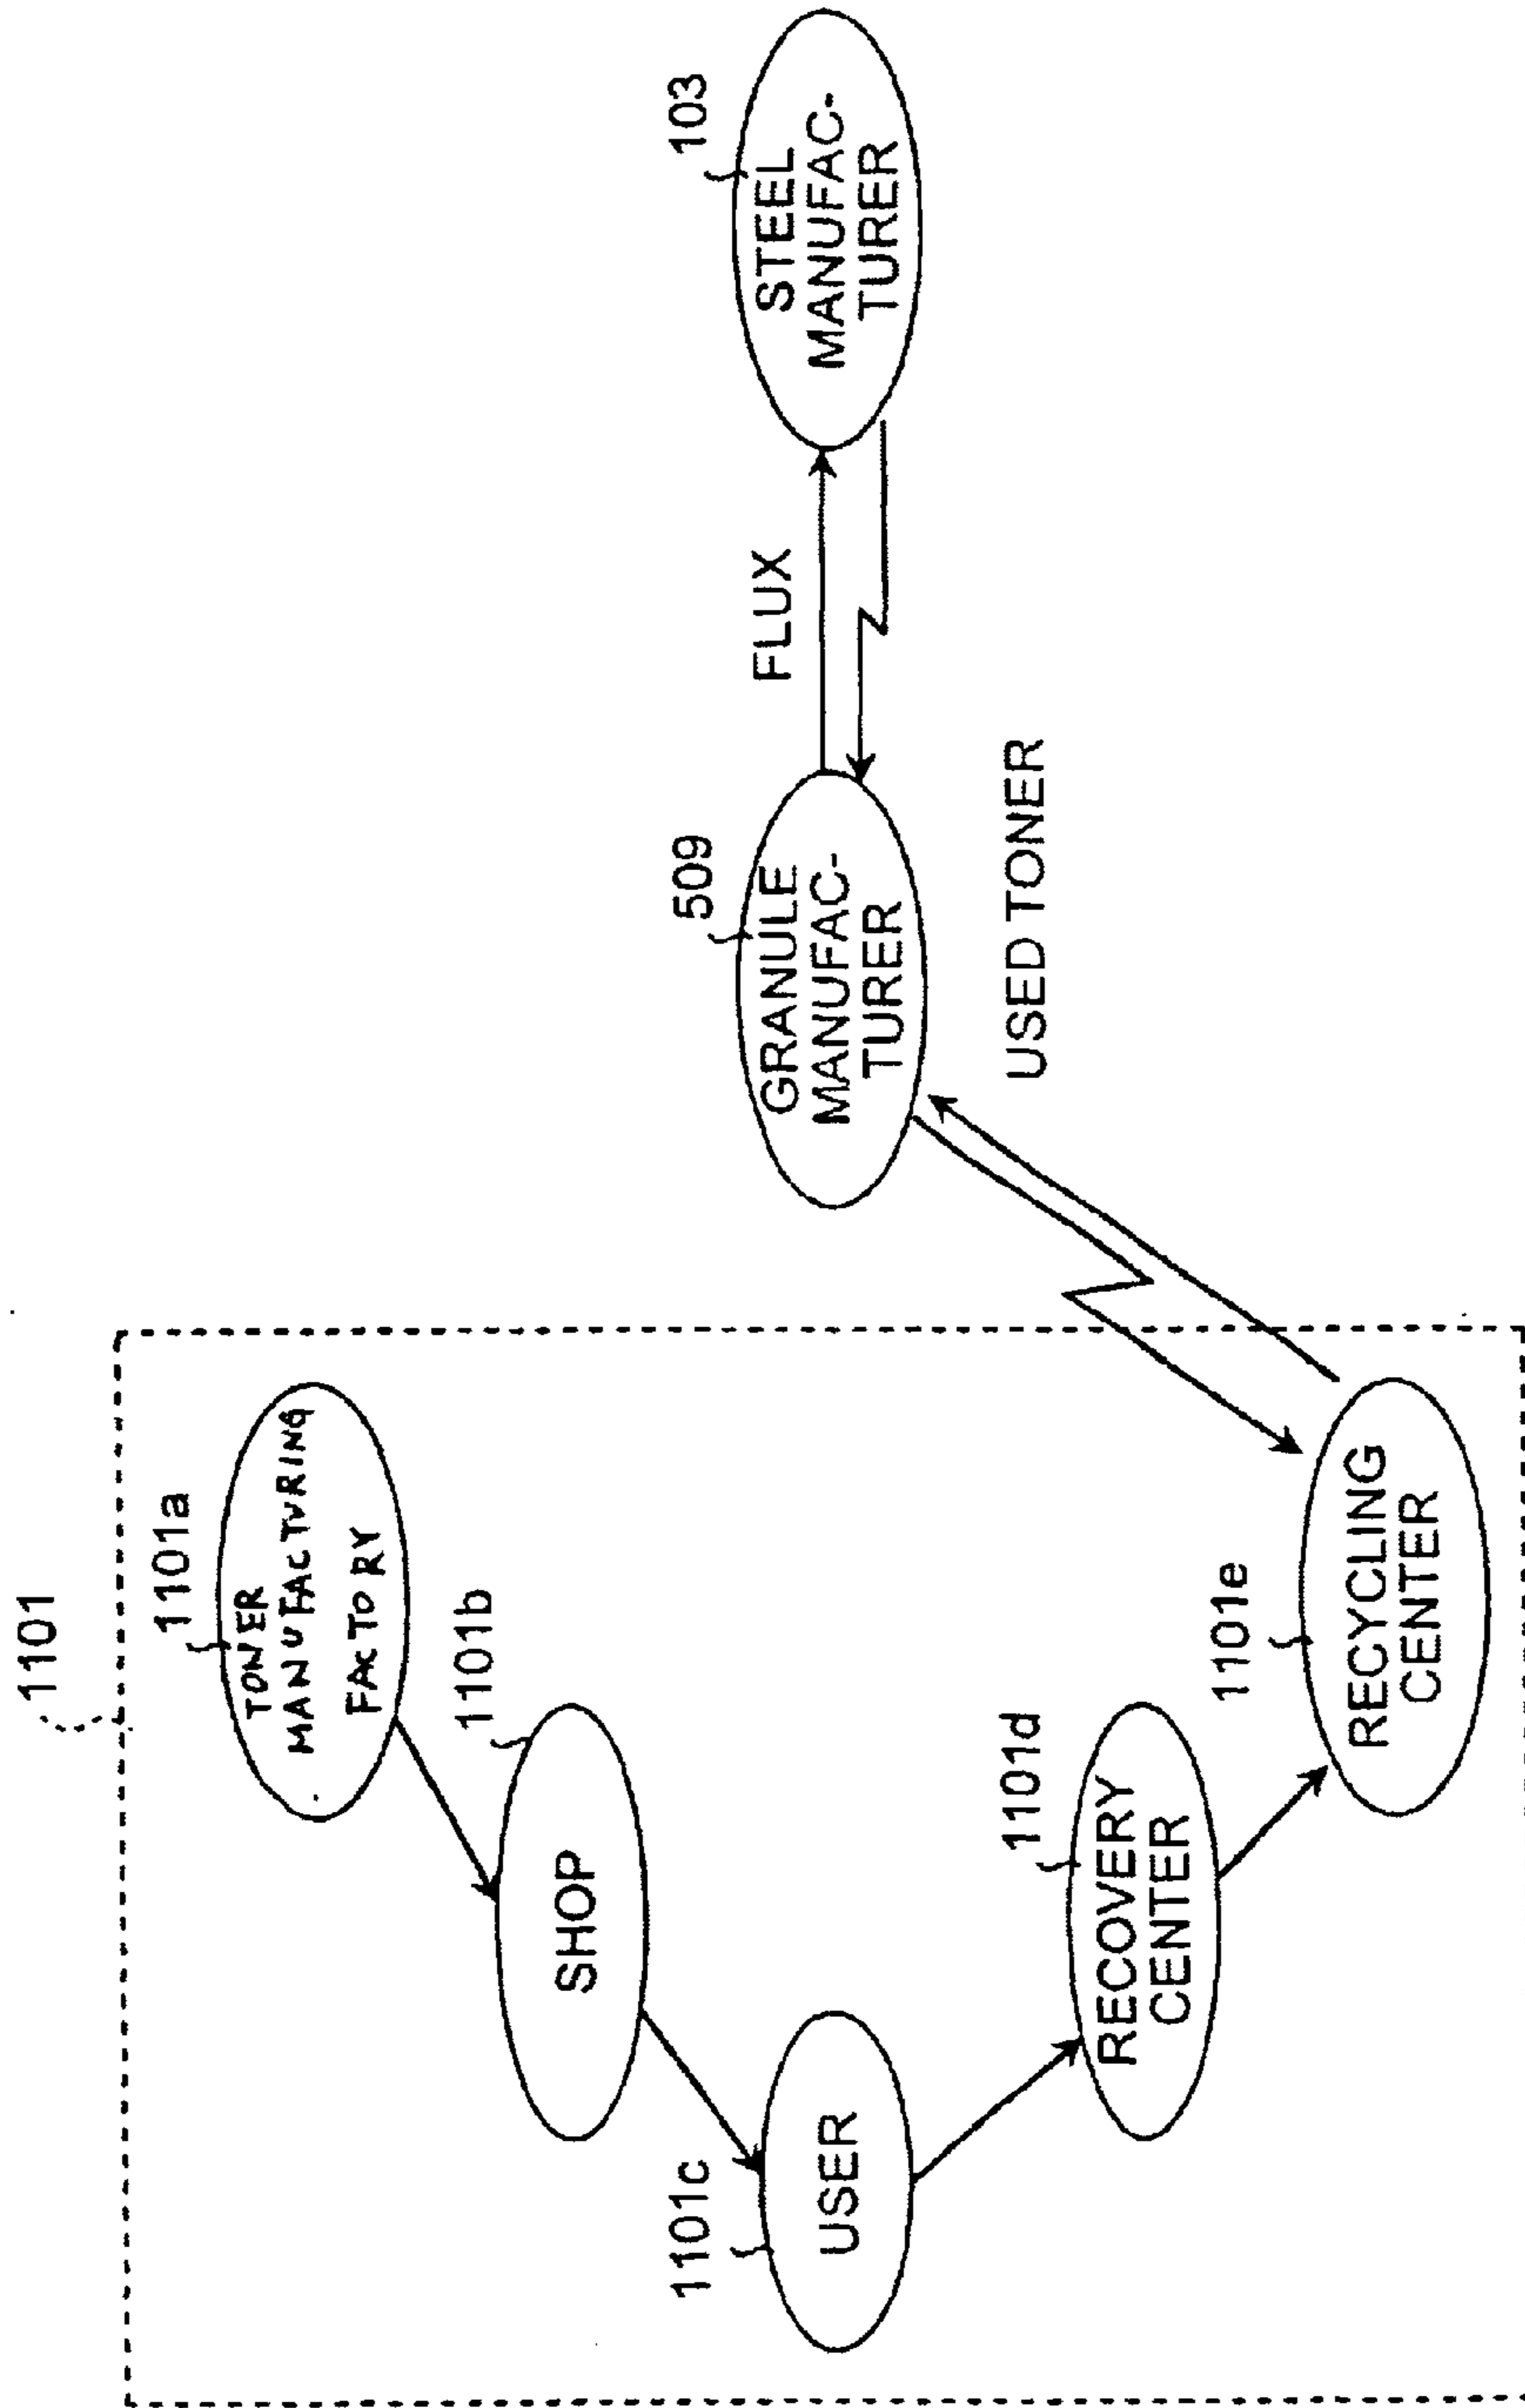 1101
1101a
TONER
MANUFACTURING
FACTORY
1101b
SHOP
1101c
USER
1101d
RECOVERY
CENTER
1101e
RECYCLING
CENTER
USED TONER
509
GRANULE
MANUFAC-
TURER
FLUX
103
STEEL
MANUFAC-
TURER